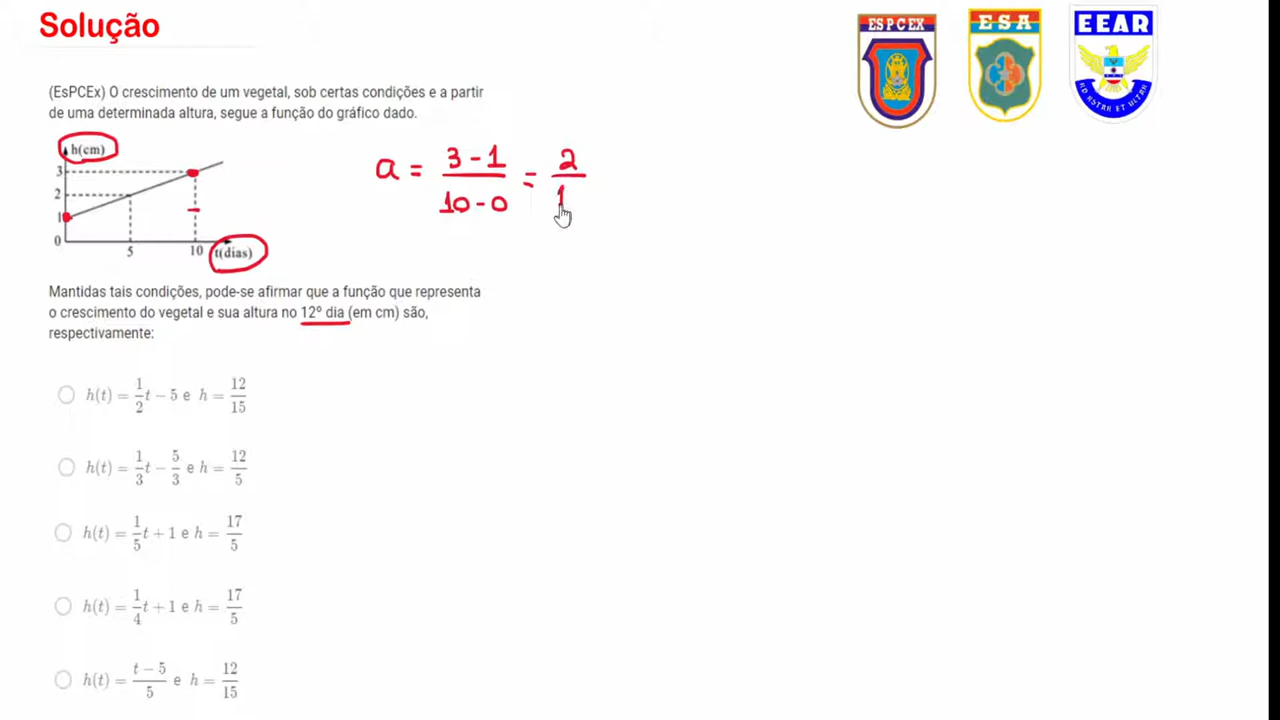 Solução
ESPCEX
ESA
EEAR
AD ASTRA ET ULTRA
(EsPCEx) O crescimento de um vegetal, sob certas condições e a partir
de uma determinada altura, segue a função do gráfico dado.
h(cm)
3
2
1
0
5
10
t(dias)
a = 3 - 1 / 10 - 0 = 2 / 1
Mantidas tais condições, pode-se afirmar que a função que representa
o crescimento do vegetal e sua altura no 12º dia (em cm) são,
respectivamente:
h(t) = 1/2 t − 5 e h = 12/15
h(t) = 1/3 t − 5/3 e h = 12/5
h(t) = 1/5 t + 1 e h = 17/5
h(t) = 1/4 t + 1 e h = 17/5
h(t) = t − 5/5 e h = 12/15